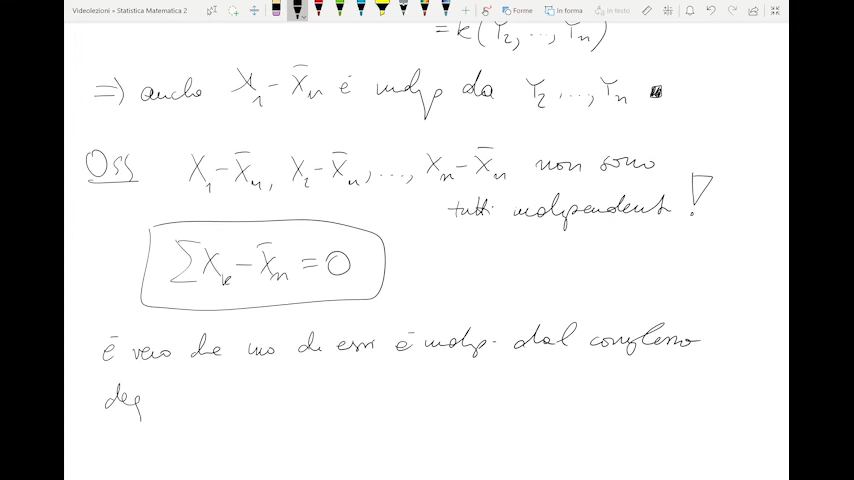 Videolezioni » Statistica Matematica 2
Forme
In forma
In testo
= k(Y₂, ..., Yₙ)
=> anche X₁ - X̄ₙ è indip da Y₂, ..., Yₙ
Oss X₁ - X̄ₙ, X₂ - X̄ₙ, ..., Xₙ - X̄ₙ non sono
tutti indipendenti!
∑Xₖ - X̄ₙ = 0
è vero che uno di essi è indip. dal complesso
deg